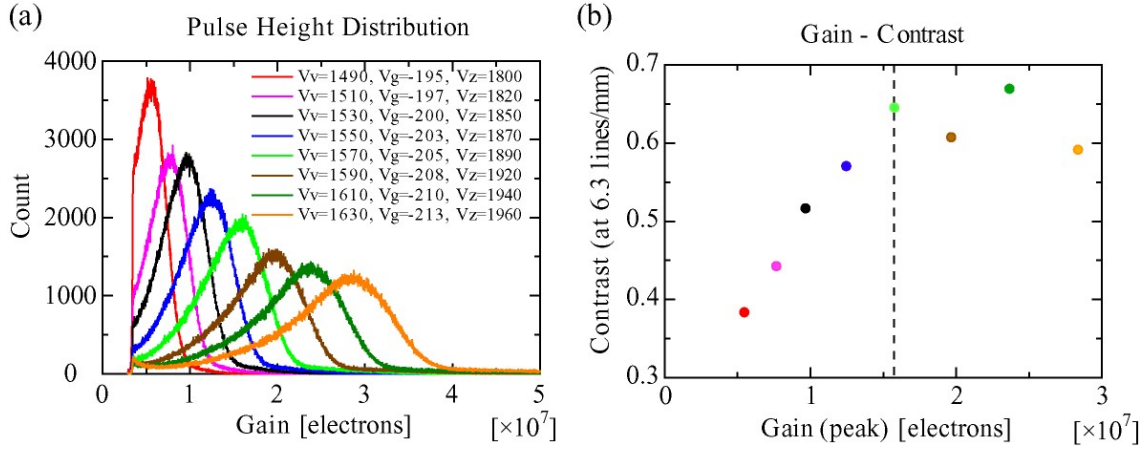 (a)
Pulse Height Distribution
4000
3000
2000
1000
0
Count
Vv=1490, Vg=-195, Vz=1800
Vv=1510, Vg=-197, Vz=1820
Vv=1530, Vg=-200, Vz=1850
Vv=1550, Vg=-203, Vz=1870
Vv=1570, Vg=-205, Vz=1890
Vv=1590, Vg=-208, Vz=1920
Vv=1610, Vg=-210, Vz=1940
Vv=1630, Vg=-213, Vz=1960
0 1 2 3 4 5
Gain [electrons] [×10⁷]
(b)
Gain - Contrast
0.7
0.6
0.5
0.4
0.3
Contrast (at 6.3 lines/mm)
0 1 2 3
Gain (peak) [electrons] [×10⁷]